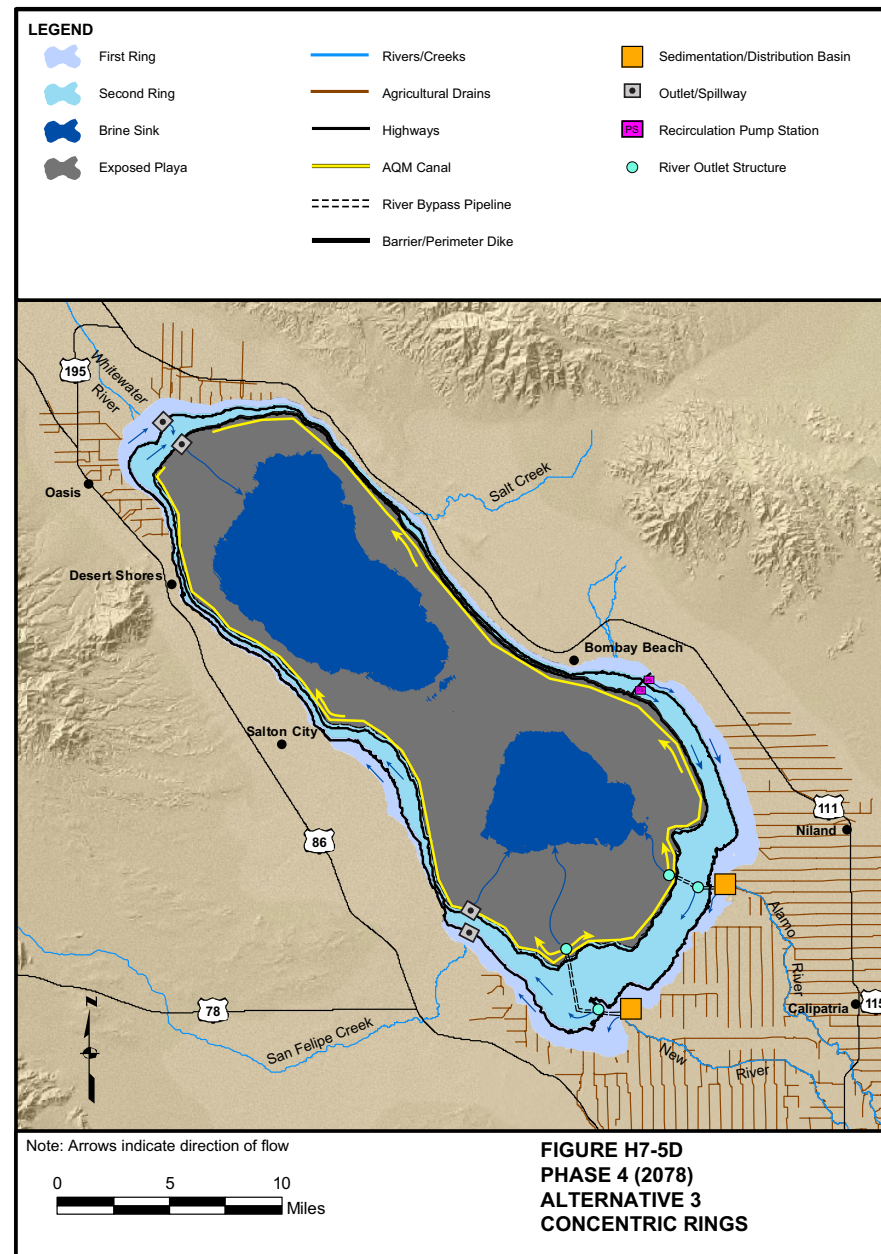 LEGEND
First Ring
Second Ring
Brine Sink
Exposed Playa
Rivers/Creeks
Agricultural Drains
Highways
AQM Canal
River Bypass Pipeline
Barrier/Perimeter Dike
Sedimentation/Distribution Basin
Outlet/Spillway
PS Recirculation Pump Station
River Outlet Structure
195
Whitewater
River
Oasis
Salt Creek
Desert Shores
Bombay Beach
PS
PS
Salton City
111
Niland
86
Alamo
River
78
San Felipe Creek
Calipatria
115
New
River
N
Note: Arrows indicate direction of flow
0 5 10
Miles
FIGURE H7-5D
PHASE 4 (2078)
ALTERNATIVE 3
CONCENTRIC RINGS